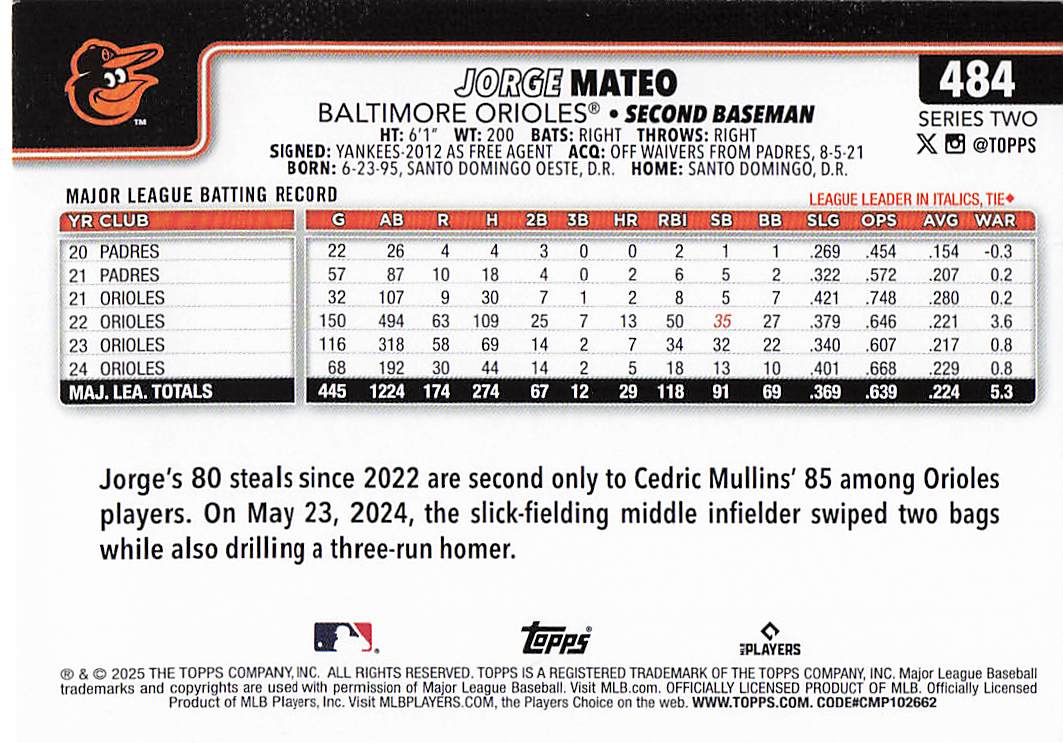 JORGE MATEO
484
BALTIMORE ORIOLES® • SECOND BASEMAN
SERIES TWO
HT: 6'1" WT: 200 BATS: RIGHT THROWS: RIGHT
@TOPPS
SIGNED: YANKEES-2012 AS FREE AGENT ACQ: OFF WAIVERS FROM PADRES, 8-5-21
BORN: 6-23-95, SANTO DOMINGO OESTE, D.R. HOME: SANTO DOMINGO, D.R.
TM
MAJOR LEAGUE BATTING RECORD
LEAGUE LEADER IN ITALICS, TIE◆
YR CLUB G AB R H 2B 3B HR RBI SB BB SLG OPS AVG WAR
20 PADRES 22 26 4 4 3 0 0 2 1 1 .269 .454 .154 -0.3
21 PADRES 57 87 10 18 4 0 2 6 5 2 .322 .572 .207 0.2
21 ORIOLES 32 107 9 30 7 1 2 8 5 7 .421 .748 .280 0.2
22 ORIOLES 150 494 63 109 25 7 13 50 35 27 .379 .646 .221 3.6
23 ORIOLES 116 318 58 69 14 2 7 34 32 22 .340 .607 .217 0.8
24 ORIOLES 68 192 30 44 14 2 5 18 13 10 .401 .668 .229 0.8
MAJ. LEA. TOTALS 445 1224 174 274 67 12 29 118 91 69 .369 .639 .224 5.3
Jorge's 80 steals since 2022 are second only to Cedric Mullins' 85 among Orioles
players. On May 23, 2024, the slick-fielding middle infielder swiped two bags
while also drilling a three-run homer.
topps®
MLB PLAYERS
® & © 2025 THE TOPPS COMPANY, INC. ALL RIGHTS RESERVED. TOPPS IS A REGISTERED TRADEMARK OF THE TOPPS COMPANY, INC. Major League Baseball
trademarks and copyrights are used with permission of Major League Baseball. Visit MLB.com. OFFICIALLY LICENSED PRODUCT OF MLB. Officially Licensed
Product of MLB Players, Inc. Visit MLBPLAYERS.COM, the Players Choice on the web. WWW.TOPPS.COM. CODE#CMP102662